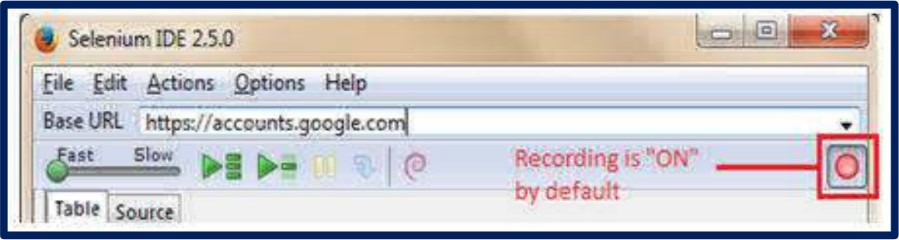 Selenium IDE 2.5.0
File Edit Actions Options Help
Base URL https://accounts.google.com
Fast Slow
Recording is "ON"
by default
Table Source